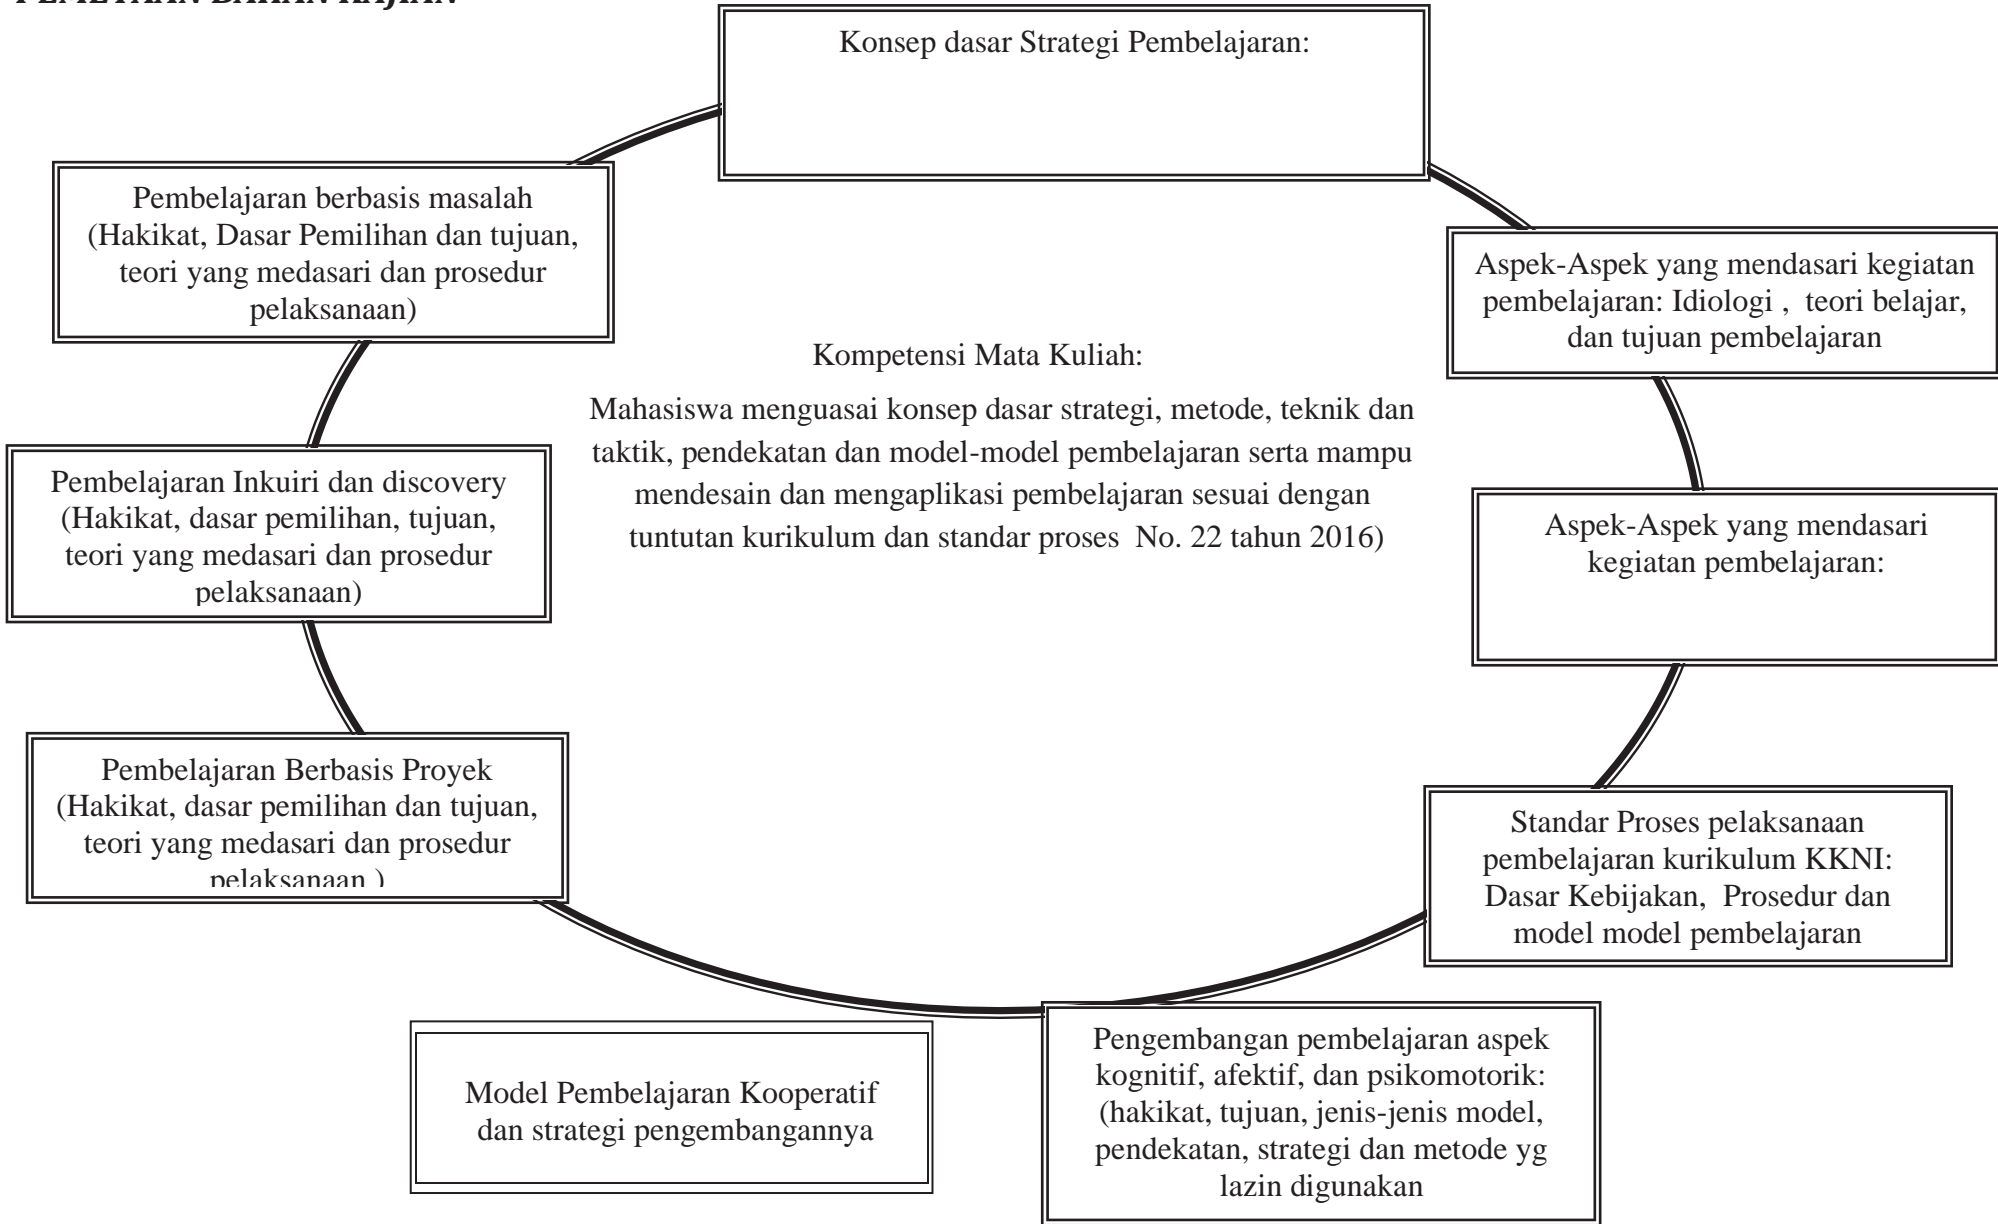 Konsep dasar Strategi Pembelajaran:
Pembelajaran berbasis masalah
(Hakikat, Dasar Pemilihan dan tujuan,
teori yang medasari dan prosedur
pelaksanaan)
Aspek-Aspek yang mendasari kegiatan
pembelajaran: Idiologi , teori belajar,
dan tujuan pembelajaran
Kompetensi Mata Kuliah:
Mahasiswa menguasai konsep dasar strategi, metode, teknik dan
taktik, pendekatan dan model-model pembelajaran serta mampu
mendesain dan mengaplikasi pembelajaran sesuai dengan
tuntutan kurikulum dan standar proses No. 22 tahun 2016)
Pembelajaran Inkuiri dan discovery
(Hakikat, dasar pemilihan, tujuan,
teori yang medasari dan prosedur
pelaksanaan)
Aspek-Aspek yang mendasari
kegiatan pembelajaran:
Pembelajaran Berbasis Proyek
(Hakikat, dasar pemilihan dan tujuan,
teori yang medasari dan prosedur
pelaksanaan )
Standar Proses pelaksanaan
pembelajaran kurikulum KKNI:
Dasar Kebijakan, Prosedur dan
model model pembelajaran
Model Pembelajaran Kooperatif
dan strategi pengembangannya
Pengembangan pembelajaran aspek
kognitif, afektif, dan psikomotorik:
(hakikat, tujuan, jenis-jenis model,
pendekatan, strategi dan metode yg
lazin digunakan